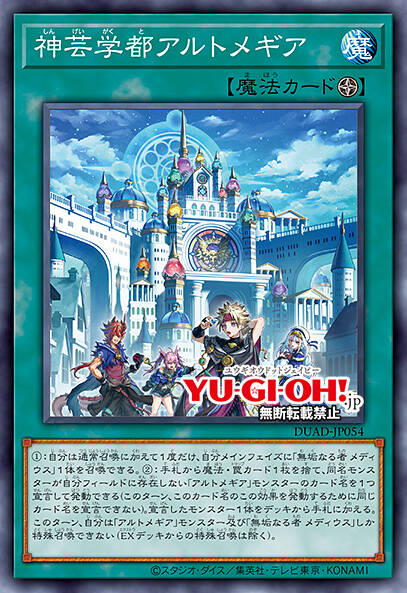 神芸学都アルトメギア
【魔法カード】
ユウギオウドットジェイピー
YU-GI-OH!.jp
無断転載禁止
DUAD-JP054
①:自分は通常召喚に加えて1度だけ、自分メインフェイズに「無垢なる者 メディ
ウス」1体を召喚できる。②:手札から魔法・罠カード1枚を捨て、同名モンス
ターが自分フィールドに存在しない「アルトメギア」モンスターのカード名を1つ
宣言して発動できる(このターン、このカード名のこの効果を発動するために同じ
カード名を宣言できない)。宣言したモンスター1体をデッキから手札に加える。
このターン、自分は「アルトメギア」モンスター及び「無垢なる者 メディウス」しか
特殊召喚できない(EXデッキからの特殊召喚は除く)。
©スタジオ・ダイス/集英社・テレビ東京・KONAMI